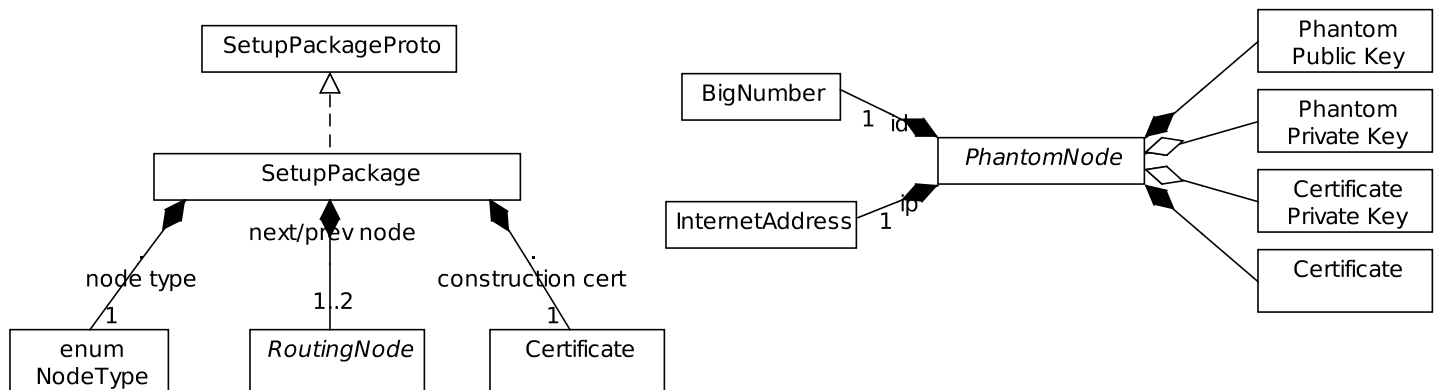 SetupPackageProto
SetupPackage
next/prev node
.
node type
.
construction cert
1
1..2
1
enum
NodeType
RoutingNode
Certificate
BigNumber
1
id
InternetAddress
1
ip
PhantomNode
Phantom
Public Key
Phantom
Private Key
Certificate
Private Key
Certificate